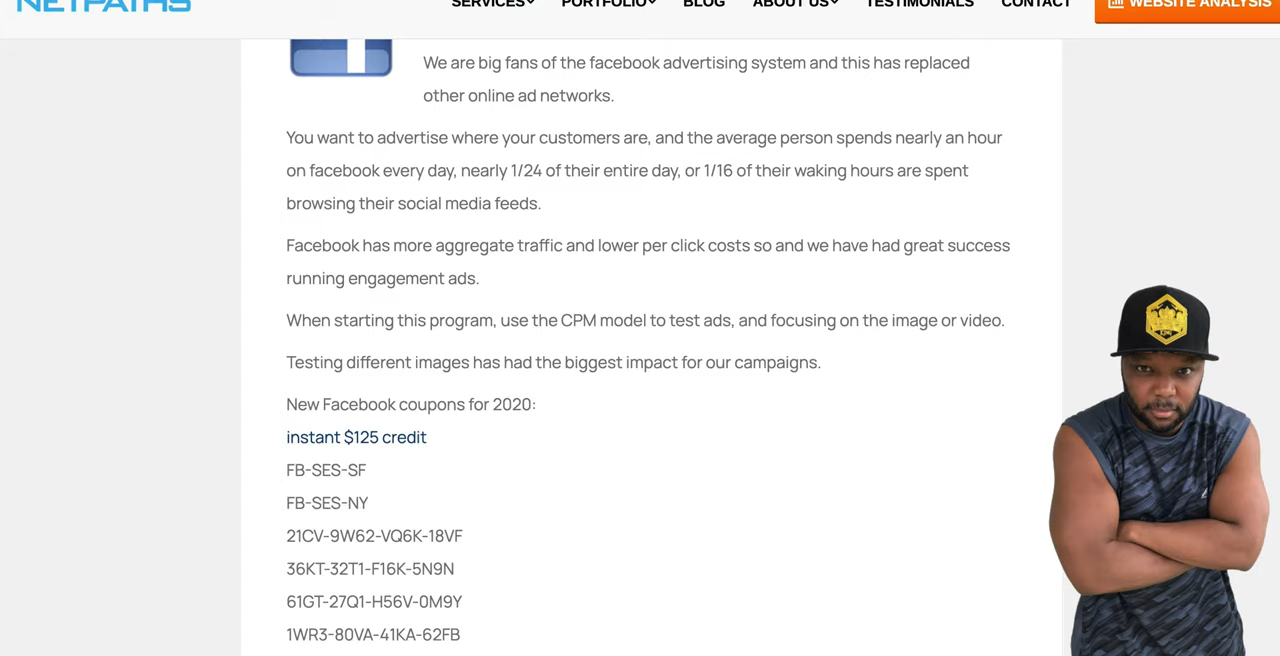 NETPATHS
SERVICES PORTFOLIO BLOG ABOUT US TESTIMONIALS CONTACT WEBSITE ANALYSIS
We are big fans of the facebook advertising system and this has replaced
other online ad networks.
You want to advertise where your customers are, and the average person spends nearly an hour
on facebook every day, nearly 1/24 of their entire day, or 1/16 of their waking hours are spent
browsing their social media feeds.
Facebook has more aggregate traffic and lower per click costs so and we have had great success
running engagement ads.
When starting this program, use the CPM model to test ads, and focusing on the image or video.
Testing different images has had the biggest impact for our campaigns.
New Facebook coupons for 2020:
instant $125 credit
FB-SES-SF
FB-SES-NY
21CV-9W62-VQ6K-18VF
36KT-32T1-F16K-5N9N
61GT-27Q1-H56V-0M9Y
1WR3-80VA-41KA-62FB